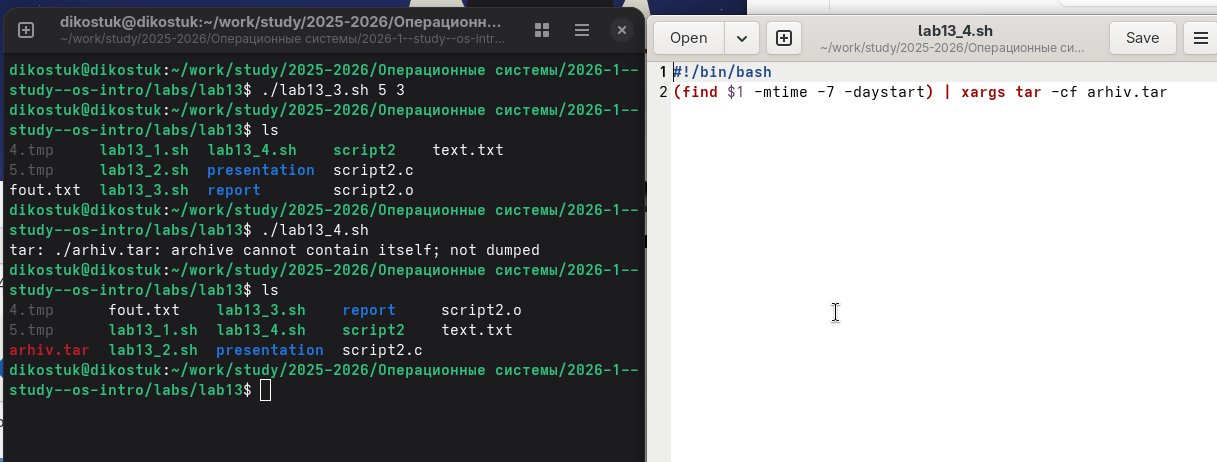 dikostuk@dikostuk:~/work/study/2025-2026/Операционн...
~/work/study/2025-2026/Операционные системы/2026-1--study--os-intr...
dikostuk@dikostuk:~/work/study/2025-2026/Операционные системы/2026-1--
study--os-intro/labs/lab13$ ./lab13_3.sh 5 3
dikostuk@dikostuk:~/work/study/2025-2026/Операционные системы/2026-1--
study--os-intro/labs/lab13$ ls
4.tmp lab13_1.sh lab13_4.sh script2 text.txt
5.tmp lab13_2.sh presentation script2.c
fout.txt lab13_3.sh report script2.o
dikostuk@dikostuk:~/work/study/2025-2026/Операционные системы/2026-1--
study--os-intro/labs/lab13$ ./lab13_4.sh
tar: ./arhiv.tar: archive cannot contain itself; not dumped
dikostuk@dikostuk:~/work/study/2025-2026/Операционные системы/2026-1--
study--os-intro/labs/lab13$ ls
4.tmp fout.txt lab13_3.sh report script2.o
5.tmp lab13_1.sh lab13_4.sh script2 text.txt
arhiv.tar lab13_2.sh presentation script2.c
dikostuk@dikostuk:~/work/study/2025-2026/Операционные системы/2026-1--
study--os-intro/labs/lab13$
Open
lab13_4.sh
~/work/study/2025-2026/Операционные си...
Save
1 #!/bin/bash
2 (find $1 -mtime -7 -daystart) | xargs tar -cf arhiv.tar